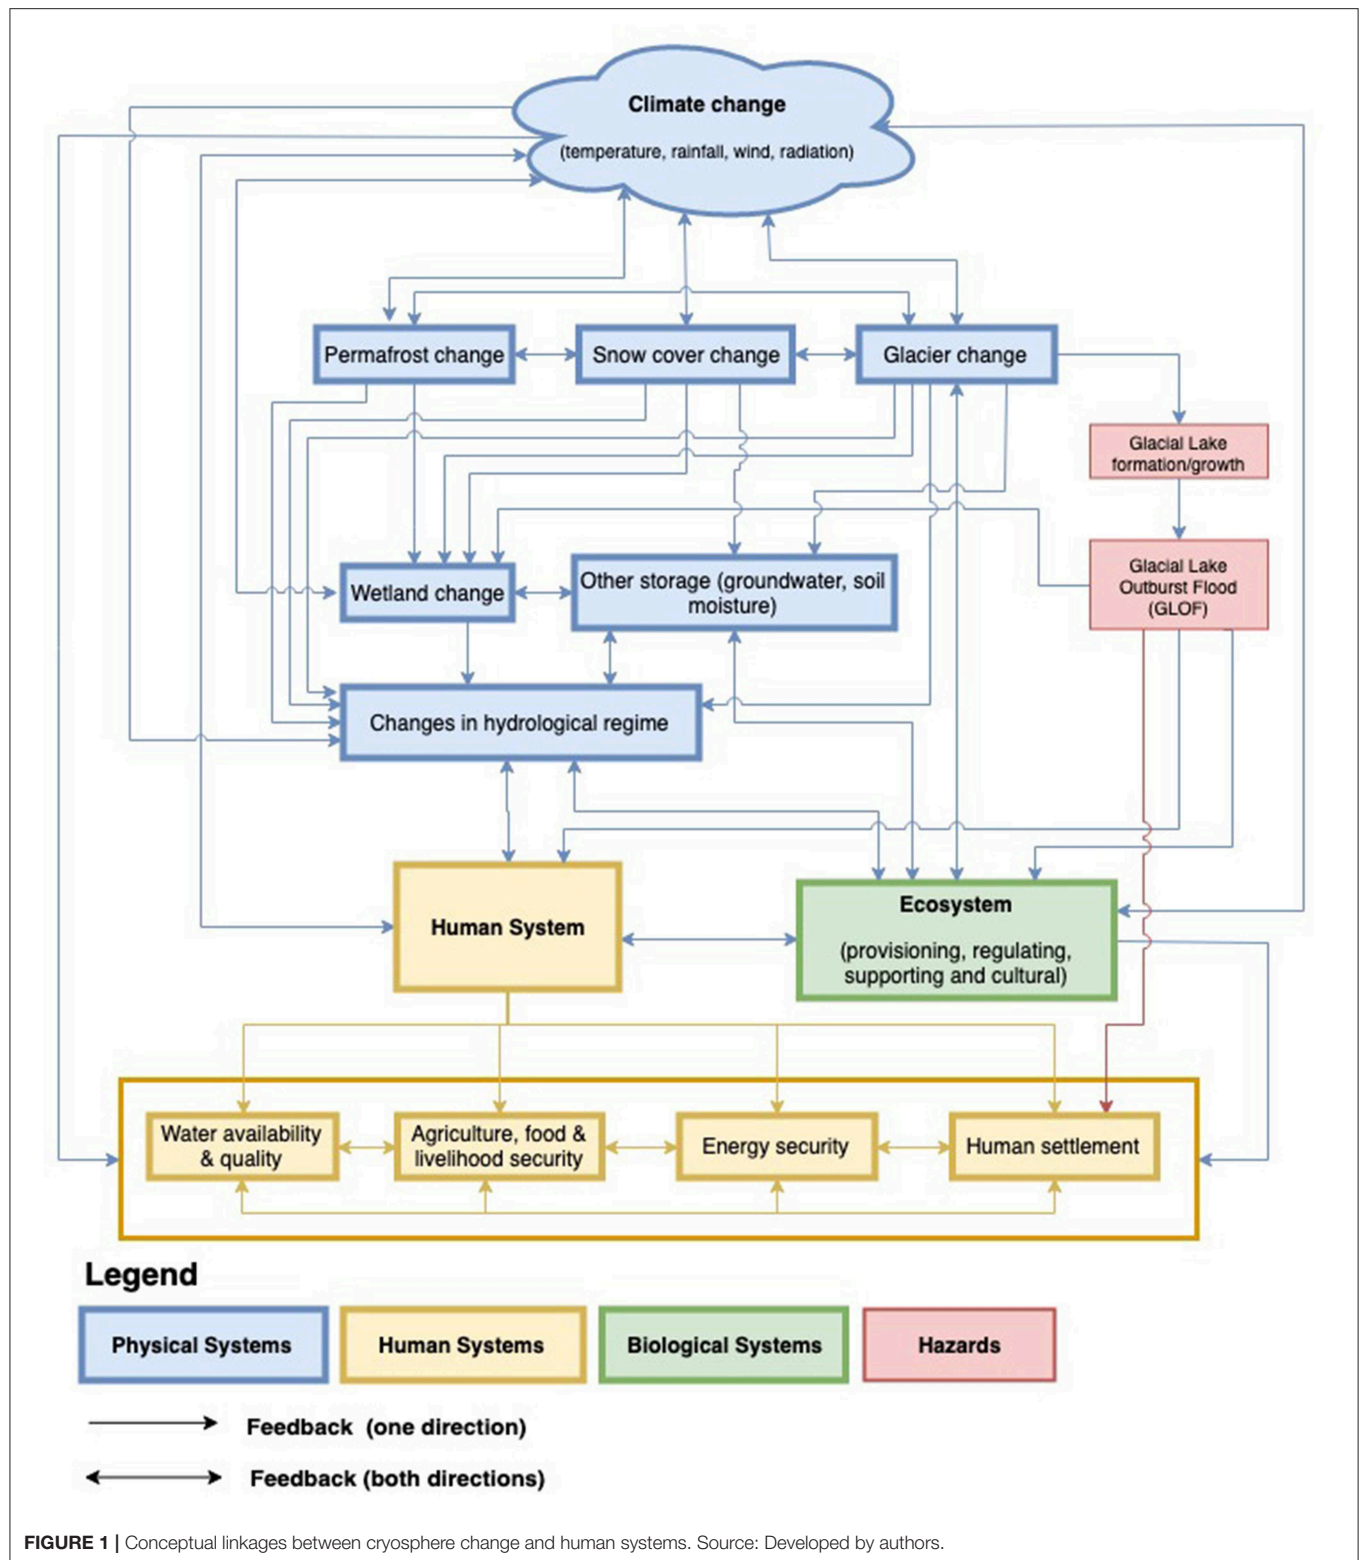 Climate change
(temperature, rainfall, wind, radiation)
Permafrost change
Snow cover change
Glacier change
Glacial Lake
formation/growth
Glacial Lake
Outburst Flood
(GLOF)
Wetland change
Other storage (groundwater, soil
moisture)
Changes in hydrological regime
Human System
Ecosystem
(provisioning, regulating,
supporting and cultural)
Water availability
& quality
Agriculture, food &
livelihood security
Energy security
Human settlement
Legend
Physical Systems
Human Systems
Biological Systems
Hazards
Feedback (one direction)
Feedback (both directions)
FIGURE 1 | Conceptual linkages between cryosphere change and human systems. Source: Developed by authors.